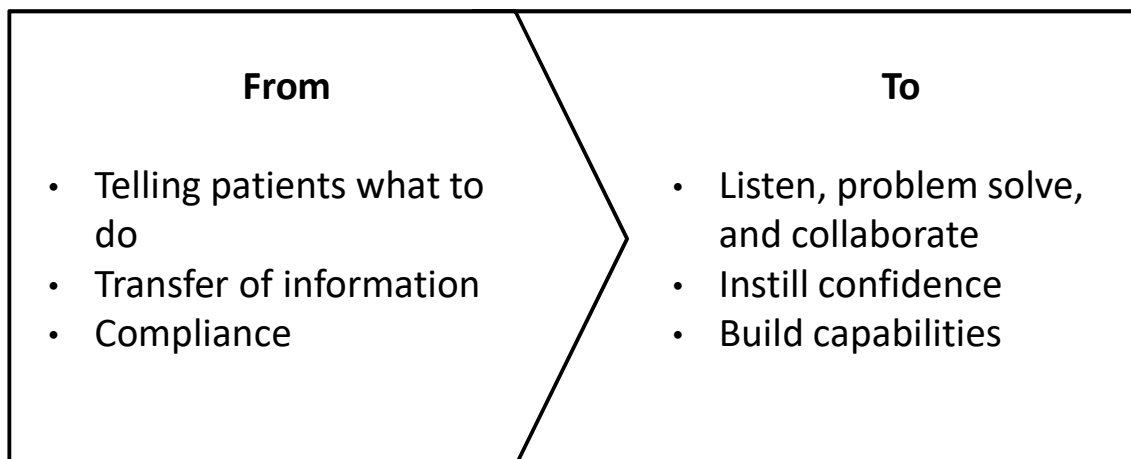 From
• Telling patients what to
do
• Transfer of information
• Compliance
To
• Listen, problem solve,
and collaborate
• Instill confidence
• Build capabilities